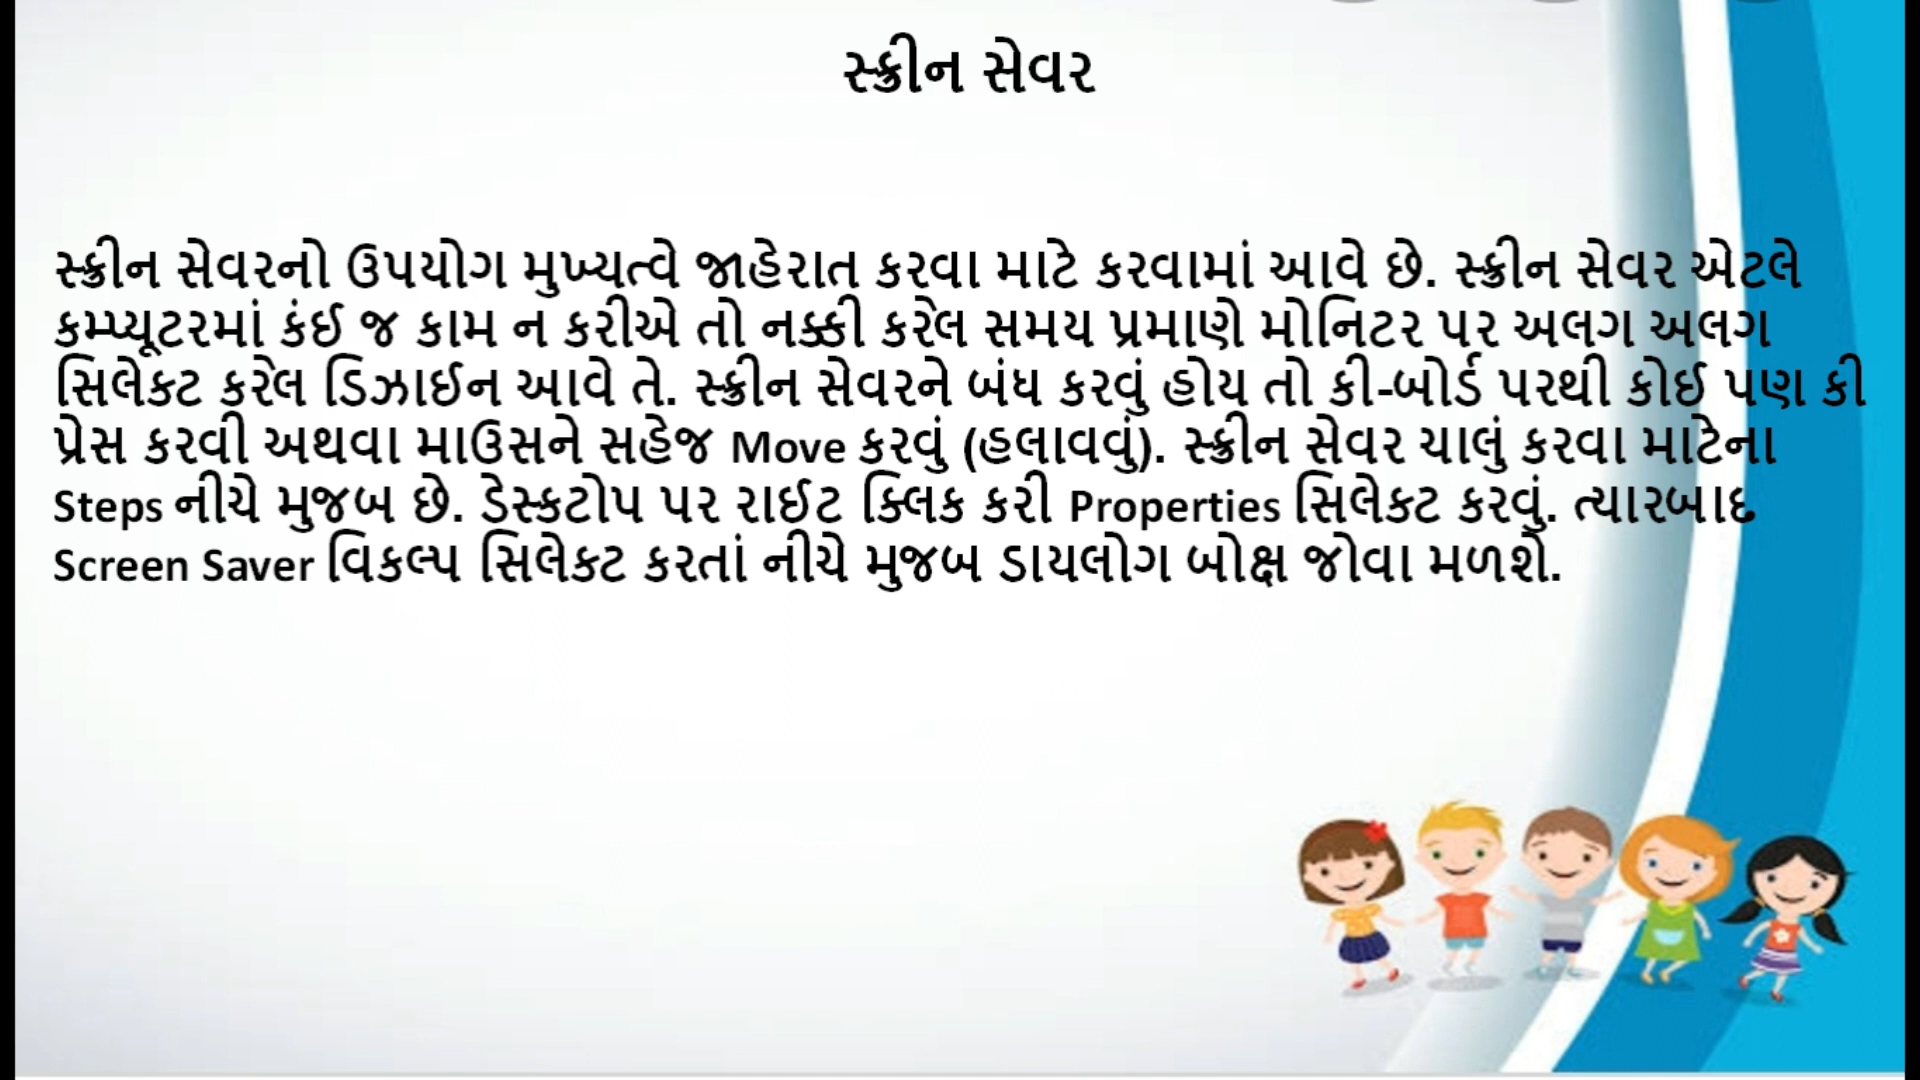 સ્ક્રીન સેવર
સ્ક્રીન સેવરનો ઉપયોગ મુખ્યત્વે જાહેરાત કરવા માટે કરવામાં આવે છે. સ્ક્રીન સેવર એટલે
કમ્પ્યૂટરમાં કંઈ જ કામ ન કરીએ તો નક્કી કરેલ સમય પ્રમાણે મોનિટર પર અલગ અલગ
સિલેક્ટ કરેલ ડિઝાઈન આવે તે. સ્ક્રીન સેવરને બંધ કરવું હોય તો કી-બોર્ડ પરથી કોઈ પણ કી
પ્રેસ કરવી અથવા માઉસને સહેજ Move કરવું (હલાવવું). સ્ક્રીન સેવર ચાલું કરવા માટેના
Steps નીચે મુજબ છે. ડેસ્કટોપ પર રાઈટ ક્લિક કરી Properties સિલેક્ટ કરવું. ત્યારબાદ
Screen Saver વિકલ્પ સિલેક્ટ કરતાં નીચે મુજબ ડાયલોગ બોક્ષ જોવા મળશે.